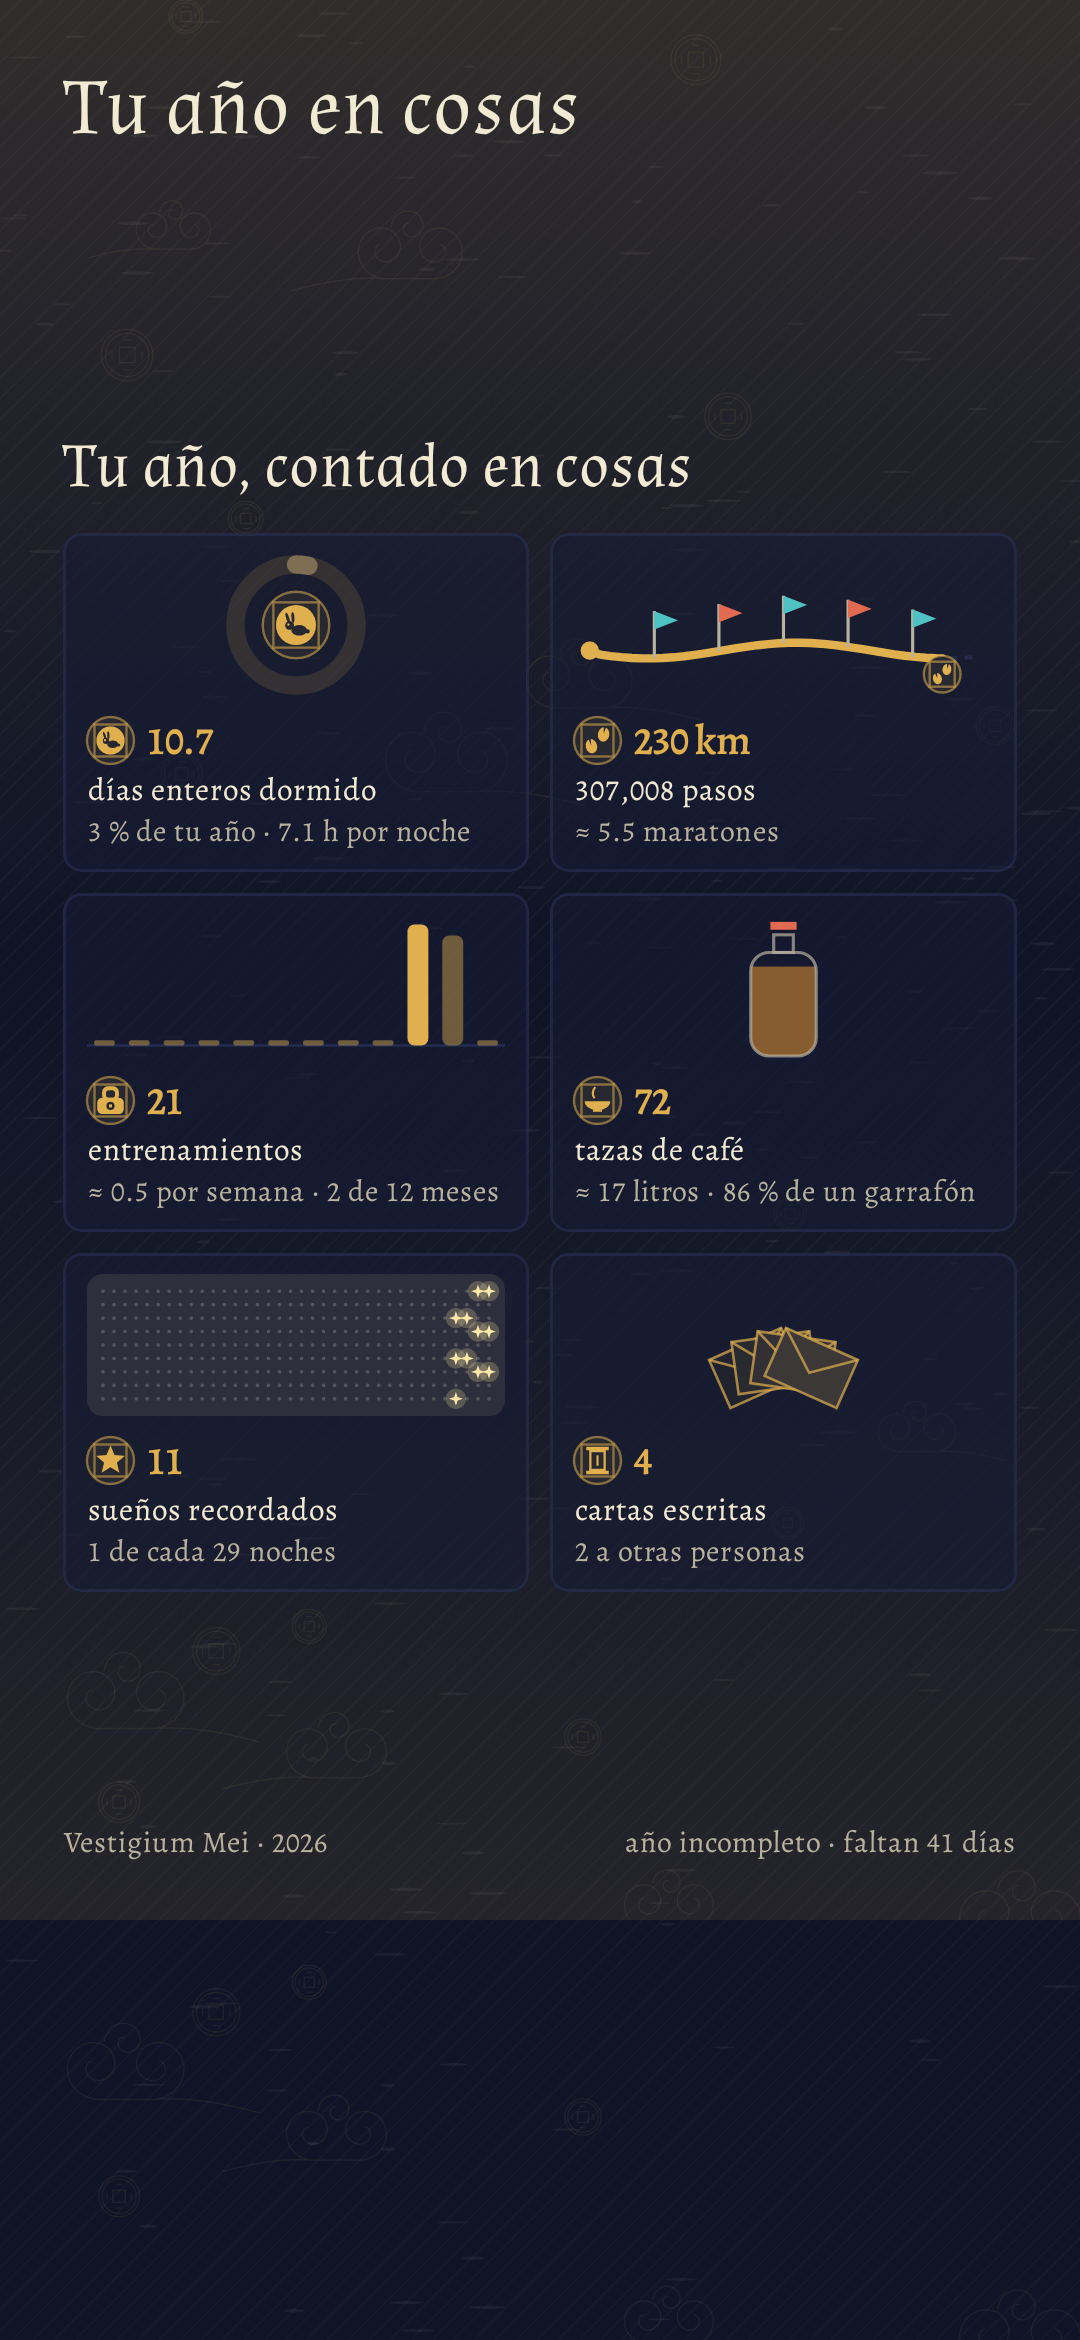 Tu año en cosas
Tu año, contado en cosas
10.7
días enteros dormido
3 % de tu año · 7.1 h por noche
230 km
307,008 pasos
≈ 5.5 maratones
21
entrenamientos
≈ 0.5 por semana · 2 de 12 meses
72
tazas de café
≈ 17 litros · 86 % de un garrafón
11
sueños recordados
1 de cada 29 noches
4
cartas escritas
2 a otras personas
Vestigium Mei · 2026
año incompleto · faltan 41 días